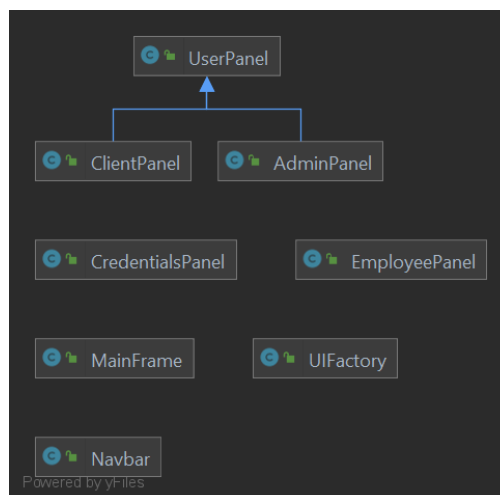 UserPanel
ClientPanel
AdminPanel
CredentialsPanel
EmployeePanel
MainFrame
UIFactory
Navbar
Powered by yFiles